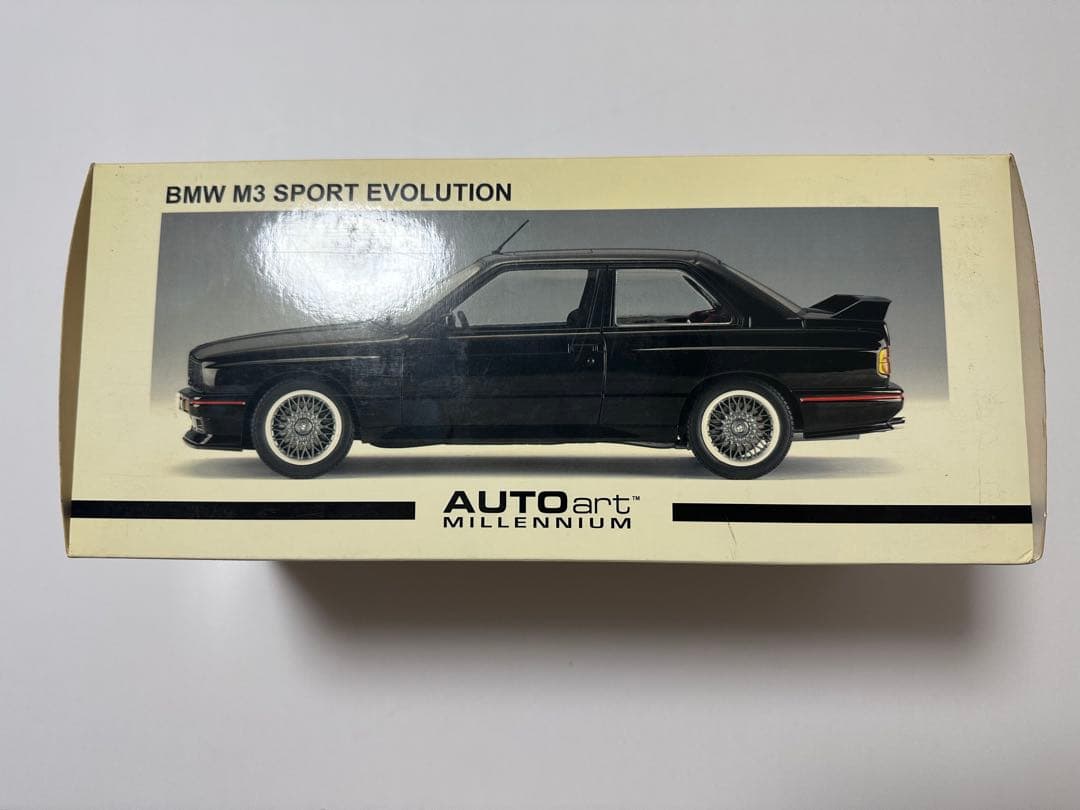 BMW M3 SPORT EVOLUTION
AUTOart™
MILLENNIUM